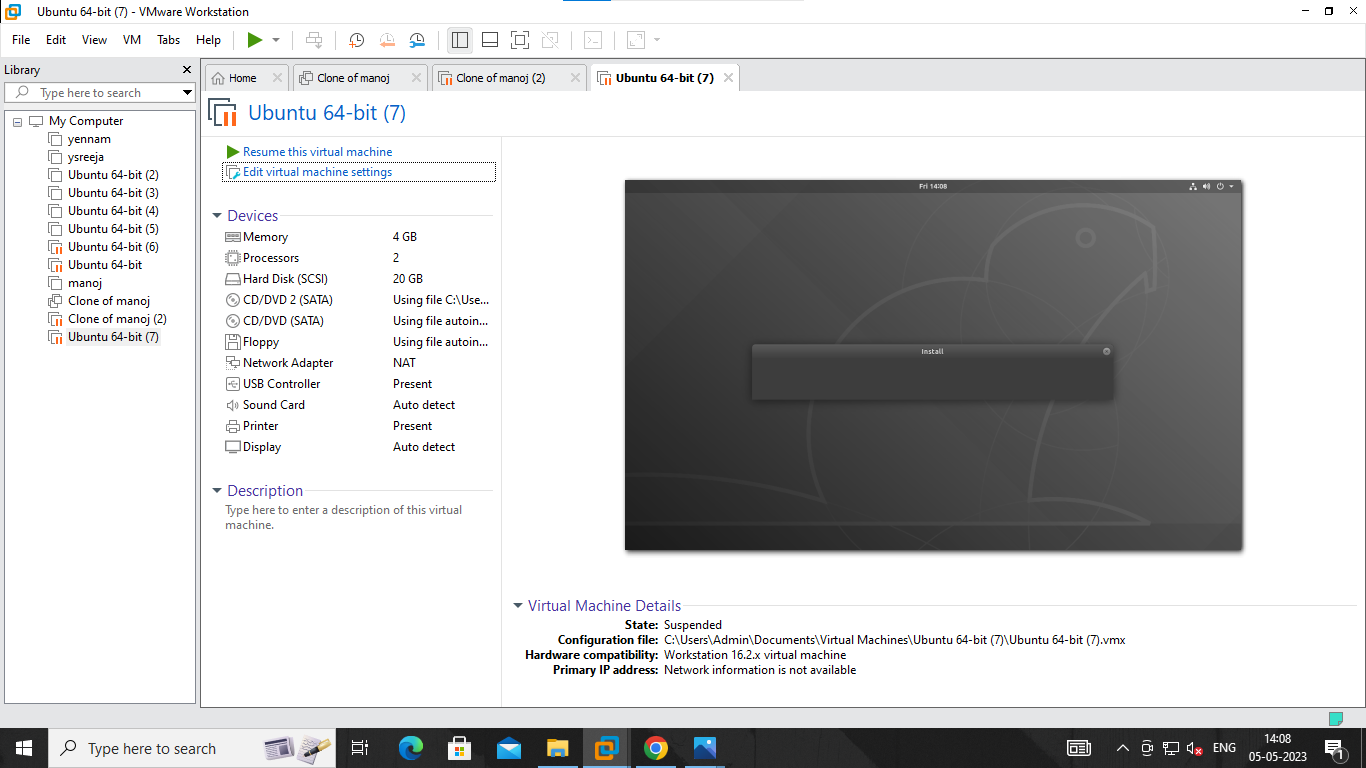 Ubuntu 64-bit (7) - VMware Workstation
File Edit View VM Tabs Help
Library
Type here to search
My Computer
yennam
ysreeja
Ubuntu 64-bit (2)
Ubuntu 64-bit (3)
Ubuntu 64-bit (4)
Ubuntu 64-bit (5)
Ubuntu 64-bit (6)
Ubuntu 64-bit
manoj
Clone of manoj
Clone of manoj (2)
Ubuntu 64-bit (7)
Home Clone of manoj Clone of manoj (2) Ubuntu 64-bit (7)
Ubuntu 64-bit (7)
Resume this virtual machine
Edit virtual machine settings
Devices
Memory 4 GB
Processors 2
Hard Disk (SCSI) 20 GB
CD/DVD 2 (SATA) Using file C:\Use...
CD/DVD (SATA) Using file autoin...
Floppy Using file autoin...
Network Adapter NAT
USB Controller Present
Sound Card Auto detect
Printer Present
Display Auto detect
Description
Type here to enter a description of this virtual
machine.
Fri 14:08
Install
Virtual Machine Details
State: Suspended
Configuration file: C:\Users\Admin\Documents\Virtual Machines\Ubuntu 64-bit (7)\Ubuntu 64-bit (7).vmx
Hardware compatibility: Workstation 16.2.x virtual machine
Primary IP address: Network information is not available
Type here to search
ENG
14:08
05-05-2023
1